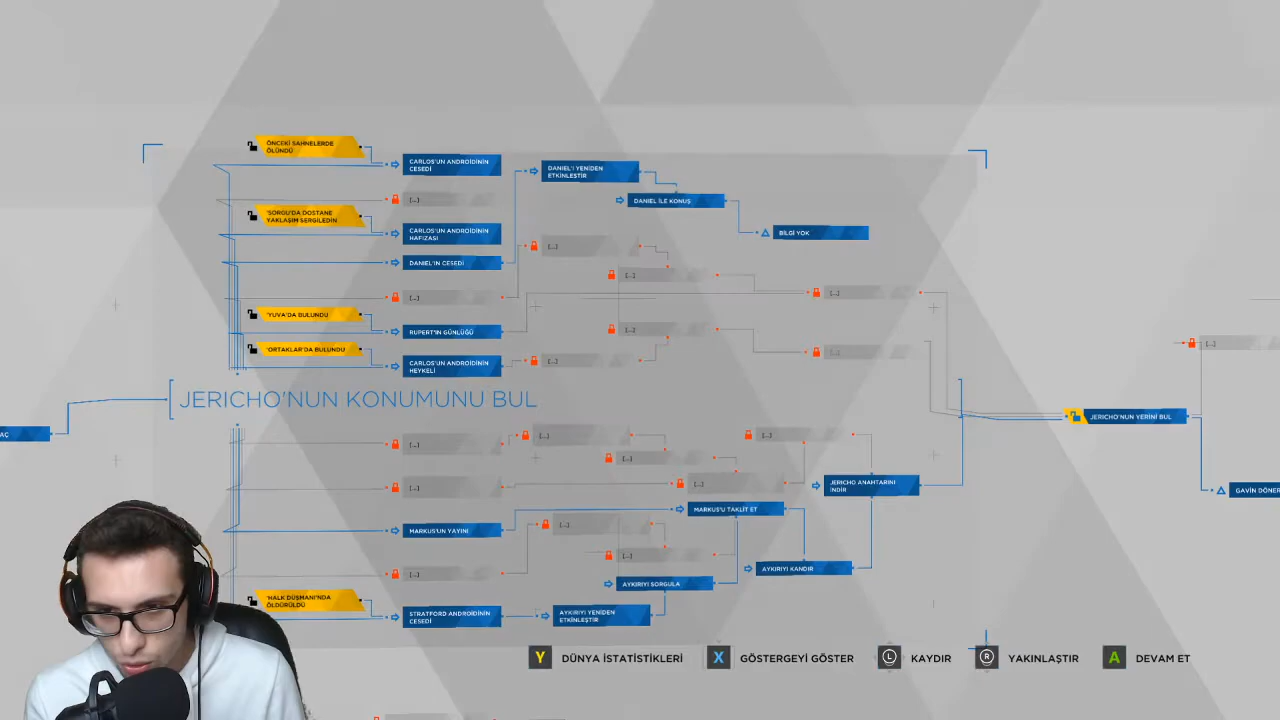 ÖNCEKİ SAHNELERDE
ÖLÜNDÜ
CARLOS'UN ANDROİDİNİN
CESEDİ
DANIEL'I YENİDEN
ETKİNLEŞTİR
[...]
DANIEL İLE KONUŞ
'SORGU'DA DOSTANE
YAKLAŞIM SERGİLEDİN
CARLOS'UN ANDROİDİNİN
HAFIZASI
BİLGİ YOK
[...]
DANIEL'IN CESEDİ
[...]
[...]
[...]
'YUVA'DA BULUNDU
RUPERT'IN GÜNLÜĞÜ
[...]
[...]
'ORTAKLAR'DA BULUNDU
[...]
CARLOS'UN ANDROİDİNİN
HEYKELİ
[...]
JERICHO'NUN KONUMUNU BUL
JERICHO'NUN YERİNİ BUL
AÇ
[...]
[...]
[...]
[...]
[...]
[...]
JERICHO ANAHTARINI
İNDİR
GAVIN DÖNER
MARKUS'U TAKLİT ET
MARKUS'UN YAYINI
[...]
[...]
AYKIRIYI KANDIR
[...]
AYKIRIYI SORGULA
'HALK DÜŞMANI'NDA
ÖLDÜRÜLDÜ
STRATFORD ANDROİDİNİN
CESEDİ
AYKIRIYI YENİDEN
ETKİNLEŞTİR
Y DÜNYA İSTATİSTİKLERİ X GÖSTERGEYİ GÖSTER L KAYDIR R YAKINLAŞTIR A DEVAM ET